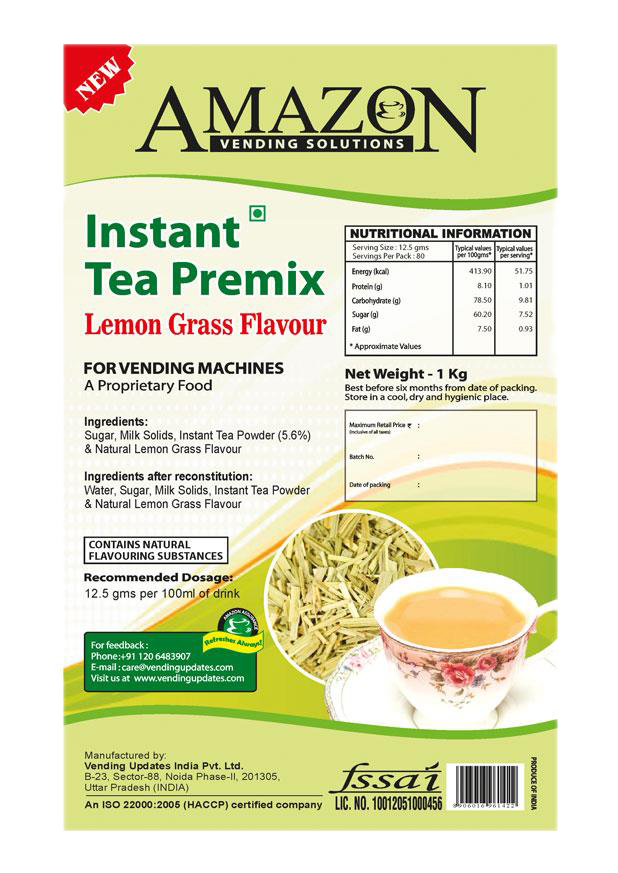 NEW
AMAZON
VENDING SOLUTIONS
Instant
Tea Premix
Lemon Grass Flavour
FOR VENDING MACHINES
A Proprietary Food
Ingredients:
Sugar, Milk Solids, Instant Tea Powder (5.6%)
& Natural Lemon Grass Flavour
Ingredients after reconstitution:
Water, Sugar, Milk Solids, Instant Tea Powder
& Natural Lemon Grass Flavour
CONTAINS NATURAL
FLAVOURING SUBSTANCES
Recommended Dosage:
12.5 gms per 100ml of drink
AMAZON ASSURANCE
Refreshes Always!
For feedback :
Phone:+91 120 6483907
E-mail : care@vendingupdates.com
Visit us at www.vendingupdates.com
NUTRITIONAL INFORMATION
Serving Size : 12.5 gms
Servings Per Pack : 80
Typical values
per 100gms*
Typical values
per serving*
Energy (kcal) 413.90 51.75
Protein (g) 8.10 1.01
Carbohydrate (g) 78.50 9.81
Sugar (g) 60.20 7.52
Fat (g) 7.50 0.93
* Approximate Values
Net Weight - 1 Kg
Best before six months from date of packing.
Store in a cool, dry and hygienic place.
Maximum Retail Price ₹ :
(Inclusive of all taxes)
Batch No. :
Date of packing :
Manufactured by:
Vending Updates India Pvt. Ltd.
B-23, Sector-88, Noida Phase-II, 201305,
Uttar Pradesh (INDIA)
An ISO 22000:2005 (HACCP) certified company
fssai
LIC. NO. 10012051000456
8906016961422
PRODUCE OF INDIA